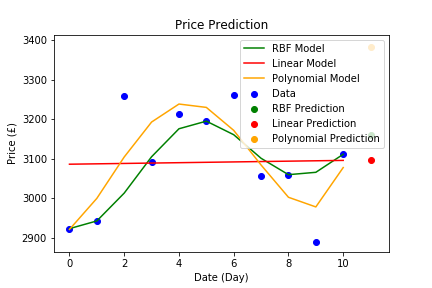 Price Prediction
3400
3300
3200
3100
3000
2900
Price (£)
RBF Model
Linear Model
Polynomial Model
Data
RBF Prediction
Linear Prediction
Polynomial Prediction
0
2
4
6
8
10
Date (Day)